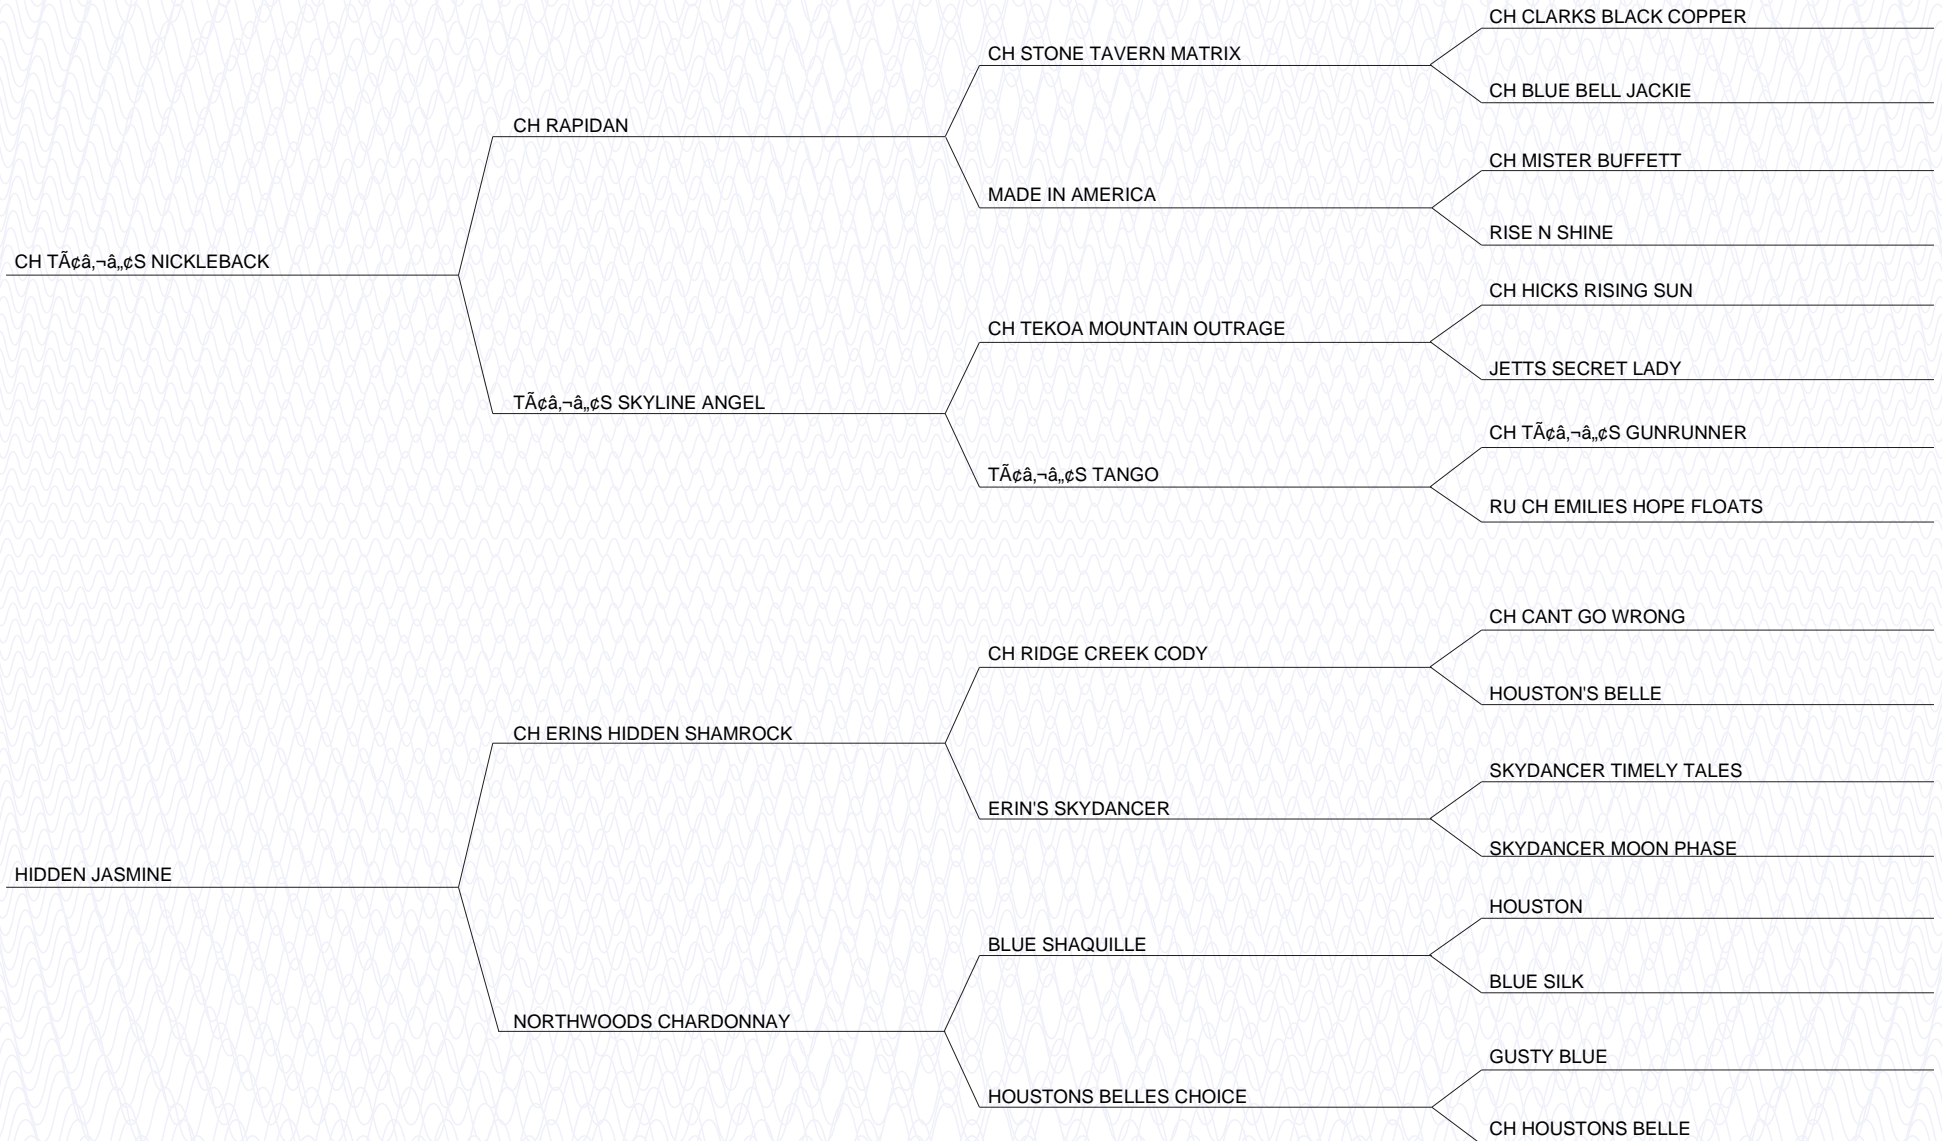 CH CLARKS BLACK COPPER
CH STONE TAVERN MATRIX
CH BLUE BELL JACKIE
CH RAPIDAN
CH MISTER BUFFETT
MADE IN AMERICA
RISE N SHINE
CH TÃ¢â‚¬â„¢S NICKLEBACK
CH HICKS RISING SUN
CH TEKOA MOUNTAIN OUTRAGE
JETTS SECRET LADY
TÃ¢â‚¬â„¢S SKYLINE ANGEL
CH TÃ¢â‚¬â„¢S GUNRUNNER
TÃ¢â‚¬â„¢S TANGO
RU CH EMILIES HOPE FLOATS
CH CANT GO WRONG
CH RIDGE CREEK CODY
HOUSTON'S BELLE
CH ERINS HIDDEN SHAMROCK
SKYDANCER TIMELY TALES
ERIN'S SKYDANCER
SKYDANCER MOON PHASE
HIDDEN JASMINE
HOUSTON
BLUE SHAQUILLE
BLUE SILK
NORTHWOODS CHARDONNAY
GUSTY BLUE
HOUSTONS BELLES CHOICE
CH HOUSTONS BELLE